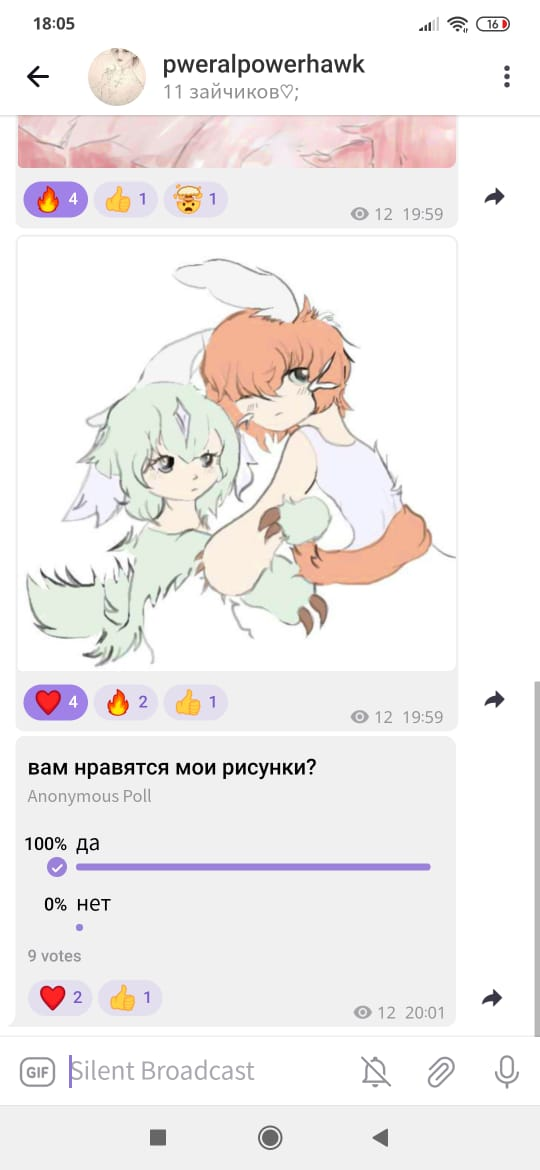 18:05
16
pweralpowerhawk
11 зайчиков♡;
🔥 4 👍 1 🤯 1
12 19:59
❤️ 4 🔥 2 👍 1
12 19:59
вам нравятся мои рисунки?
Anonymous Poll
100% да
0% нет
9 votes
❤️ 2 👍 1
12 20:01
GIF Silent Broadcast